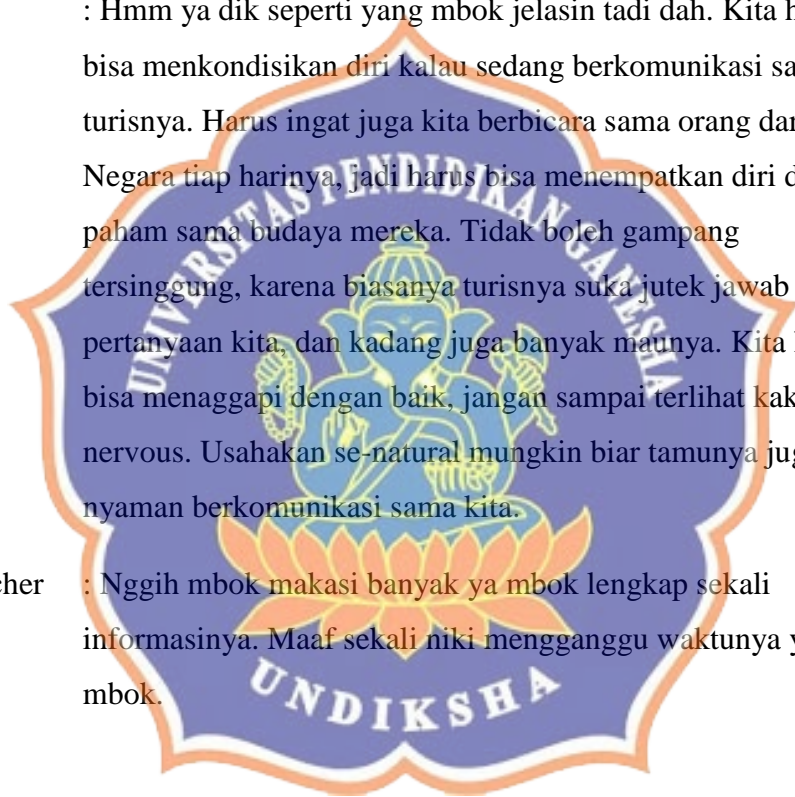 : Hmm ya dik seperti yang mbok jelasin tadi dah. Kita h
bisa menkondisikan diri kalau sedang berkomunikasi sa
turisnya. Harus ingat juga kita berbicara sama orang dar
Negara tiap harinya, jadi harus bisa menempatkan diri d
paham sama budaya mereka. Tidak boleh gampang
tersinggung, karena biasanya turisnya suka jutek jawab
pertanyaan kita, dan kadang juga banyak maunya. Kita
bisa menaggapi dengan baik, jangan sampai terlihat kak
nervous. Usahakan se-natural mungkin biar tamunya jug
nyaman berkomunikasi sama kita.
cher : Nggih mbok makasi banyak ya mbok lengkap sekali
informasinya. Maaf sekali niki mengganggu waktunya y
mbok.
UNIVERSITAS PENDIDIKAN GANESHA
UNDIKSHA